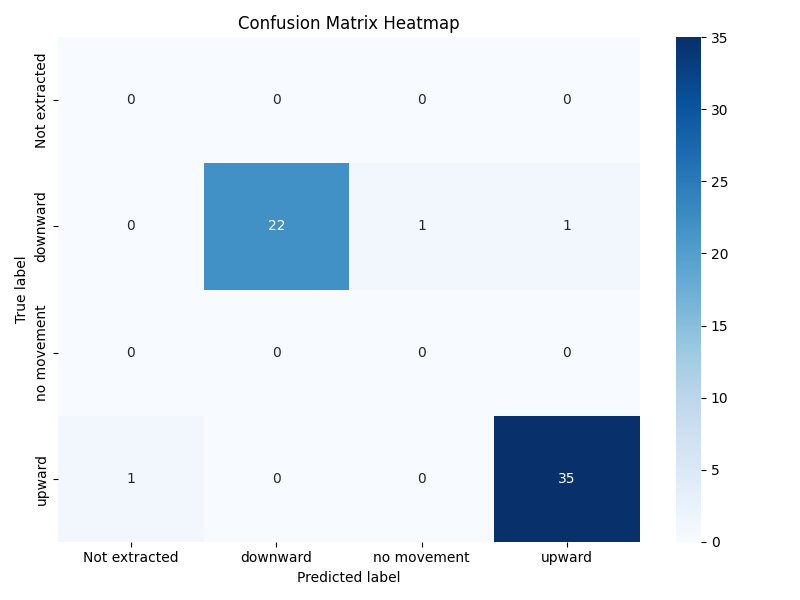 Confusion Matrix Heatmap
True label
Not extracted
0 0 0 0
downward
0 22 1 1
no movement
0 0 0 0
upward
1 0 0 35
Not extracted downward no movement upward
Predicted label
35
30
25
20
15
10
5
0